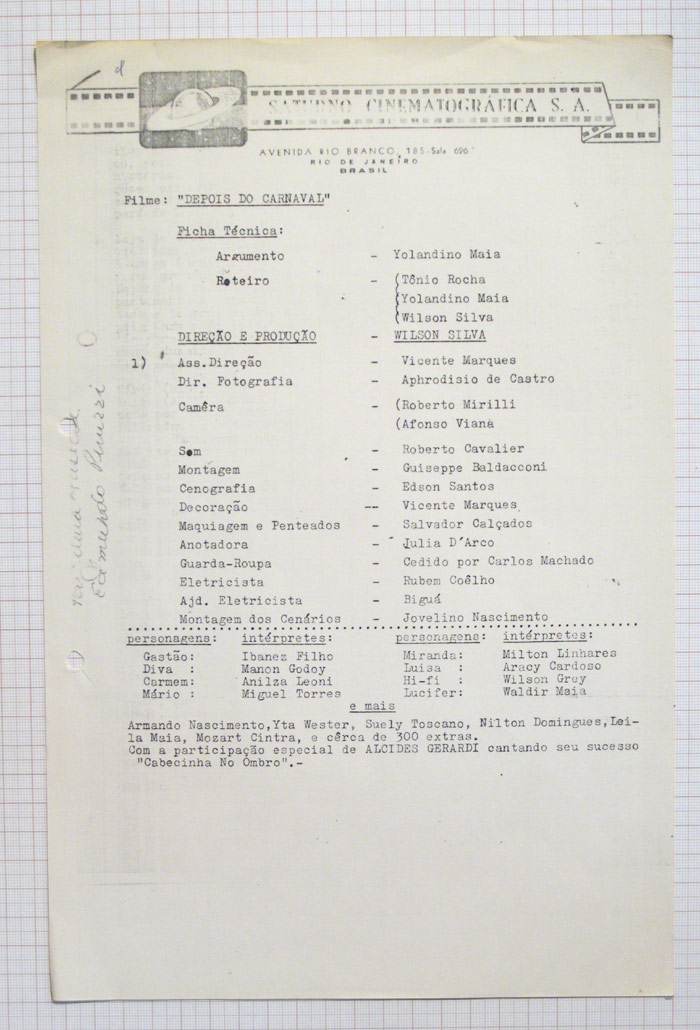 SATURNO CINEMATOGRÁFICA S. A.
AVENIDA RIO BRANCO, 185-Sala 696
RIO DE JANEIRO
BRASIL
Filme: "DEPOIS DO CARNAVAL"
Ficha Técnica:
Argumento - Yolandino Maia
Roteiro - (Tônio Rocha
(Yolandino Maia
(Wilson Silva
DIREÇÃO E PRODUÇÃO - WILSON SILVA
1) Ass.Direção - Vicente Marques
Dir. Fotografia - Aphrodisio de Castro
Camêra - (Roberto Mirilli
(Afonso Viana
Som - Roberto Cavalier
Montagem - Guiseppe Baldacconi
Cenografia - Edson Santos
Decoração -- Vicente Marques
Maquiagem e Penteados - Salvador Calçados
Anotadora - Julia D'Arco
Guarda-Roupa - Cedido por Carlos Machado
Eletricista - Rubem Coêlho
Ajd. Eletricista - Biguá
Montagem dos Cenários - Jovelino Nascimento
personagens: intérpretes: personagens: intérpretes:
Gastão: Ibanez Filho Miranda: Milton Linhares
Diva : Manon Godoy Luisa : Aracy Cardoso
Carmem: Anilza Leoni Hi-fi : Wilson Grey
Mário : Miguel Torres Lucifer: Waldir Maia
e mais
Armando Nascimento,Yta Wester, Suely Toscano, Nilton Domingues,Lei-
la Maia, Mozart Cintra, e cêrca de 300 extras.
Com a participação especial de ALCIDES GERARDI cantando seu sucesso
"Cabecinha No Ombro".-